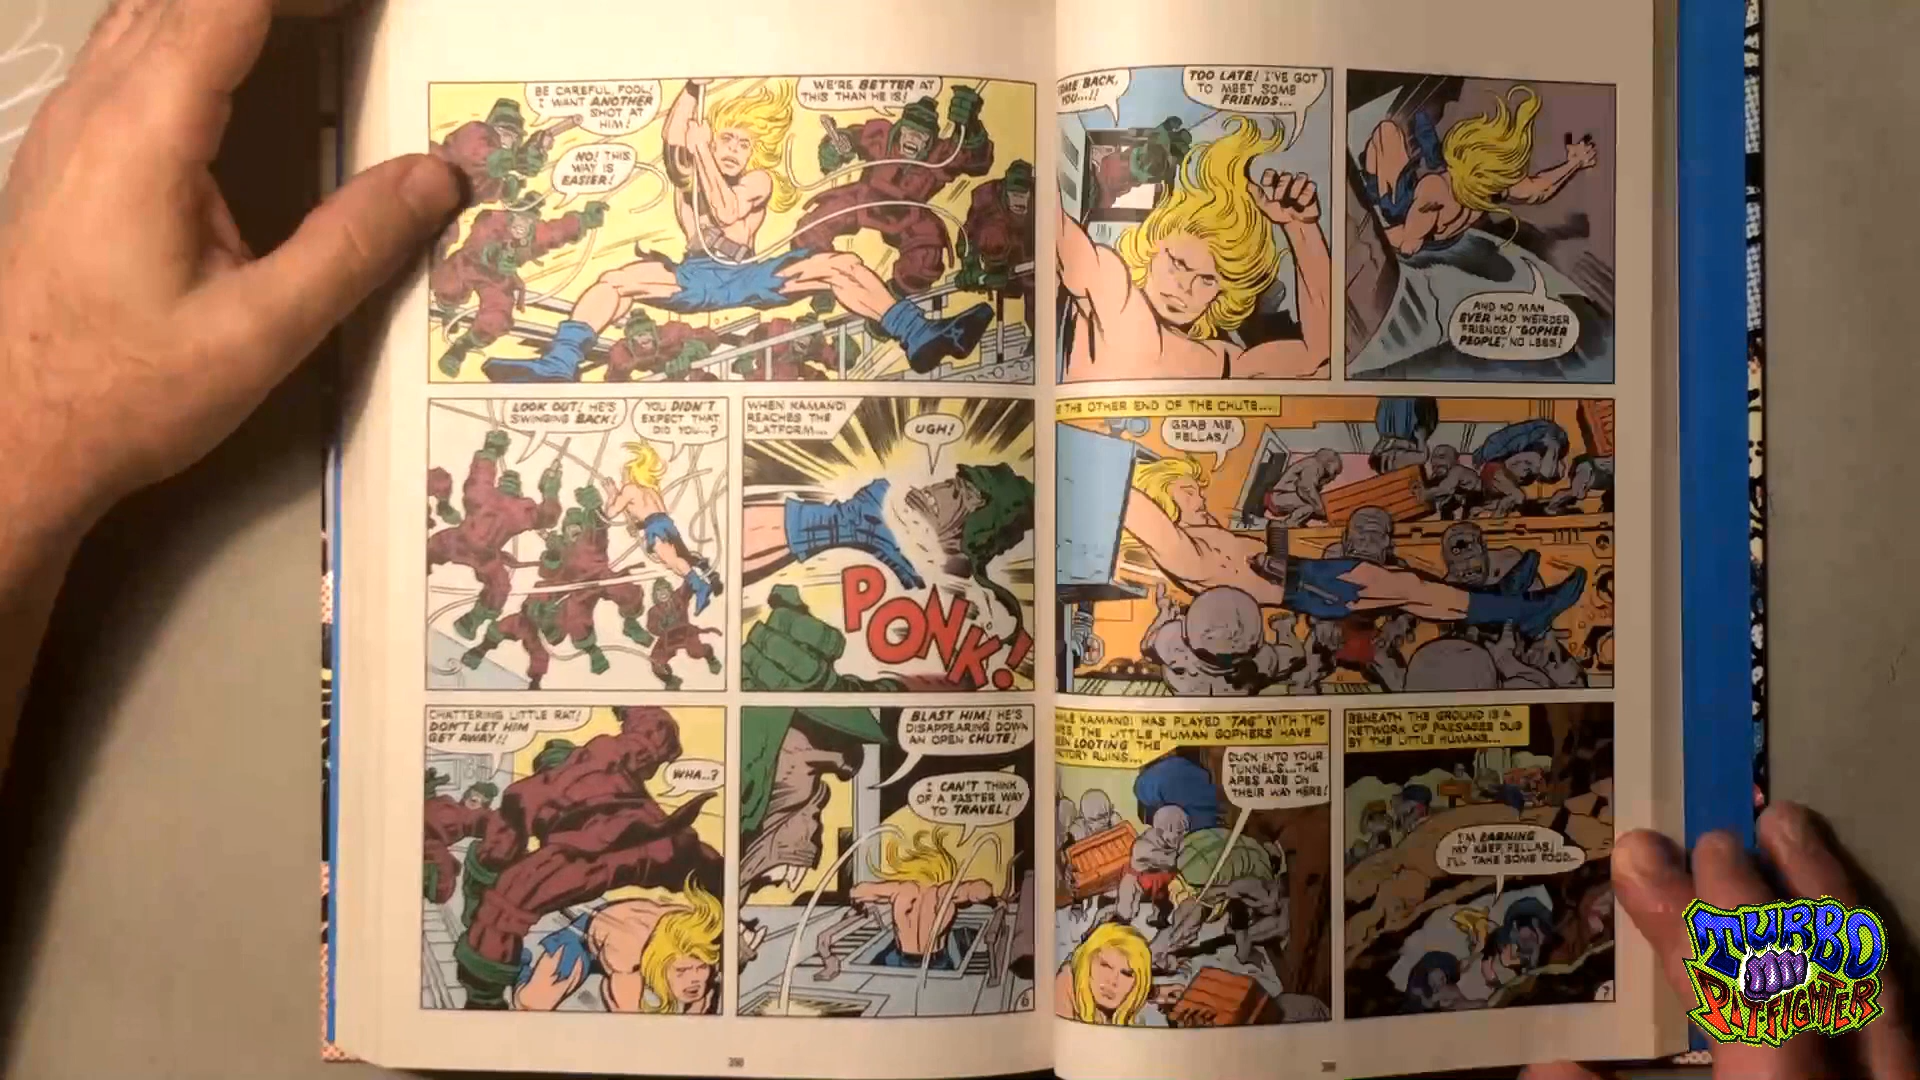 BE CAREFUL, FOOL!
I WANT ANOTHER
SHOT AT
HIM!
NO! THIS
WAY IS
EASIER!
WE'RE BETTER AT
THIS THAN HE IS!
LOOK OUT! HE'S
SWINGING BACK!
YOU DIDN'T
EXPECT THAT
DID YOU...?
WHEN KAMANDI
REACHES THE
PLATFORM...
UGH!
PONK!
CHATTERING LITTLE RAT!
DON'T LET HIM
GET AWAY!!
WHA..?
BLAST HIM! HE'S
DISAPPEARING DOWN
AN OPEN CHUTE!
I CAN'T THINK
OF A FASTER WAY
TO TRAVEL!
6
BACK,
YOU...!!
TOO LATE! I'VE GOT
TO MEET SOME
FRIENDS...
AND NO MAN
EVER HAD WEIRDER
FRIENDS! "GOPHER
PEOPLE," NO LESS!
THE OTHER END OF THE CHUTE....
GRAB ME,
FELLAS!
KAMANDI HAS PLAYED "TAG" WITH THE
THE LITTLE HUMAN GOPHERS HAVE
LOOTING THE
RUINS...
DUCK INTO YOUR
TUNNELS...THE
APES ARE ON
THEIR WAY HERE!
BENEATH THE GROUND IS A
NETWORK OF PASSAGES DUG
BY THE LITTLE HUMANS...
I'M EARNING
MY KEEP, FELLAS!
I'LL TAKE SOME FOOD...
7
TURBO
PITFIGHTER